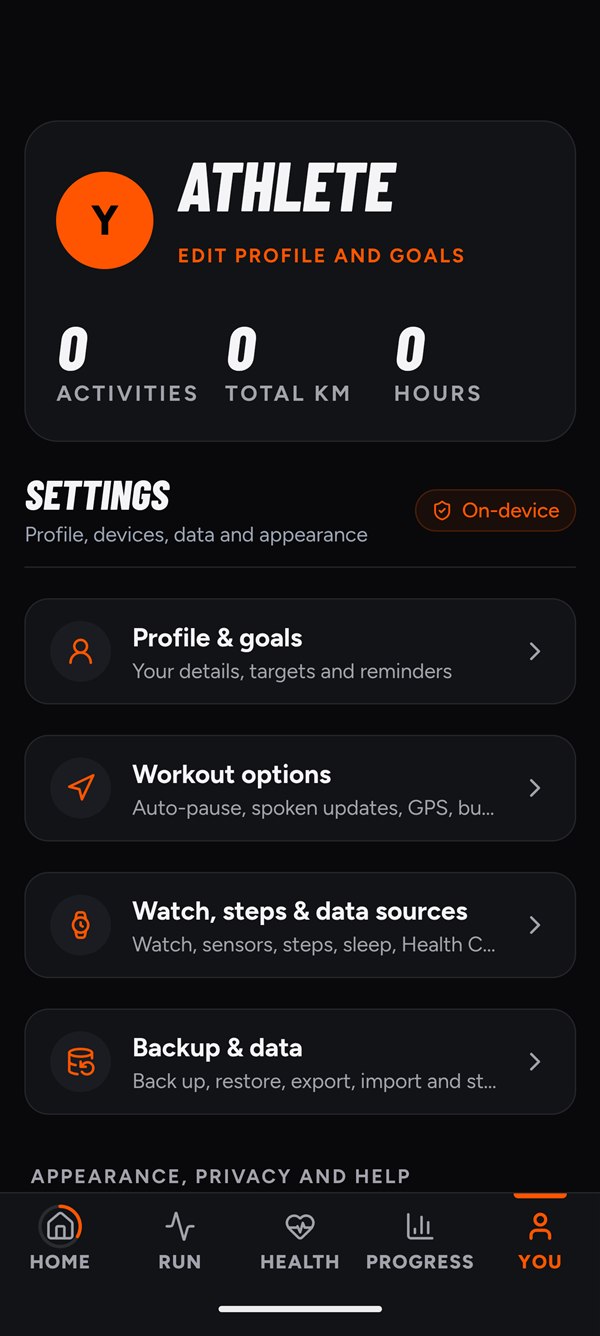 Y
ATHLETE
EDIT PROFILE AND GOALS
0 0 0
ACTIVITIES TOTAL KM HOURS
SETTINGS
Profile, devices, data and appearance
On-device
Profile & goals
Your details, targets and reminders
Workout options
Auto-pause, spoken updates, GPS, bu...
Watch, steps & data sources
Watch, sensors, steps, sleep, Health C...
Backup & data
Back up, restore, export, import and st...
APPEARANCE, PRIVACY AND HELP
HOME RUN HEALTH PROGRESS YOU